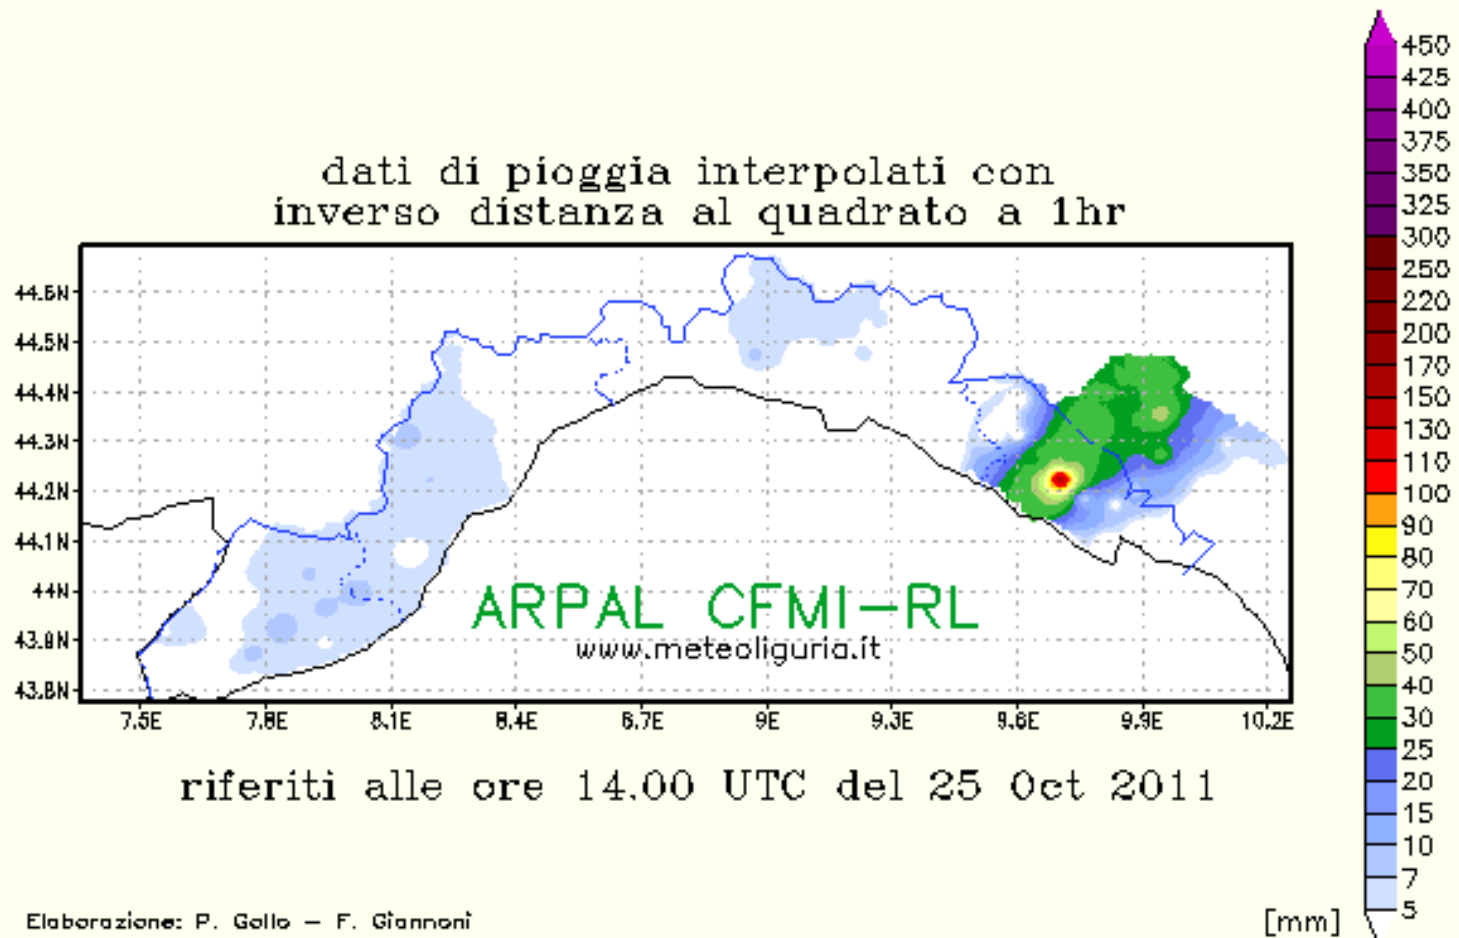 dati di pioggia interpolati con
inverso distanza al quadrato a 1hr
450
425
400
375
350
325
300
250
220
200
170
150
130
110
100
90
80
70
60
50
40
30
25
20
15
10
7
5
[mm]
44.6N
44.5N
44.4N
44.3N
44.2N
44.1N
44N
43.9N
43.8N
7.5E 7.8E 8.1E 8.4E 8.7E 9E 9.3E 9.6E 9.9E 10.2E
ARPAL CFMI-RL
www.meteoliguria.it
riferiti alle ore 14.00 UTC del 25 Oct 2011
Elaborazione: P. Gollo - F. Giannoni